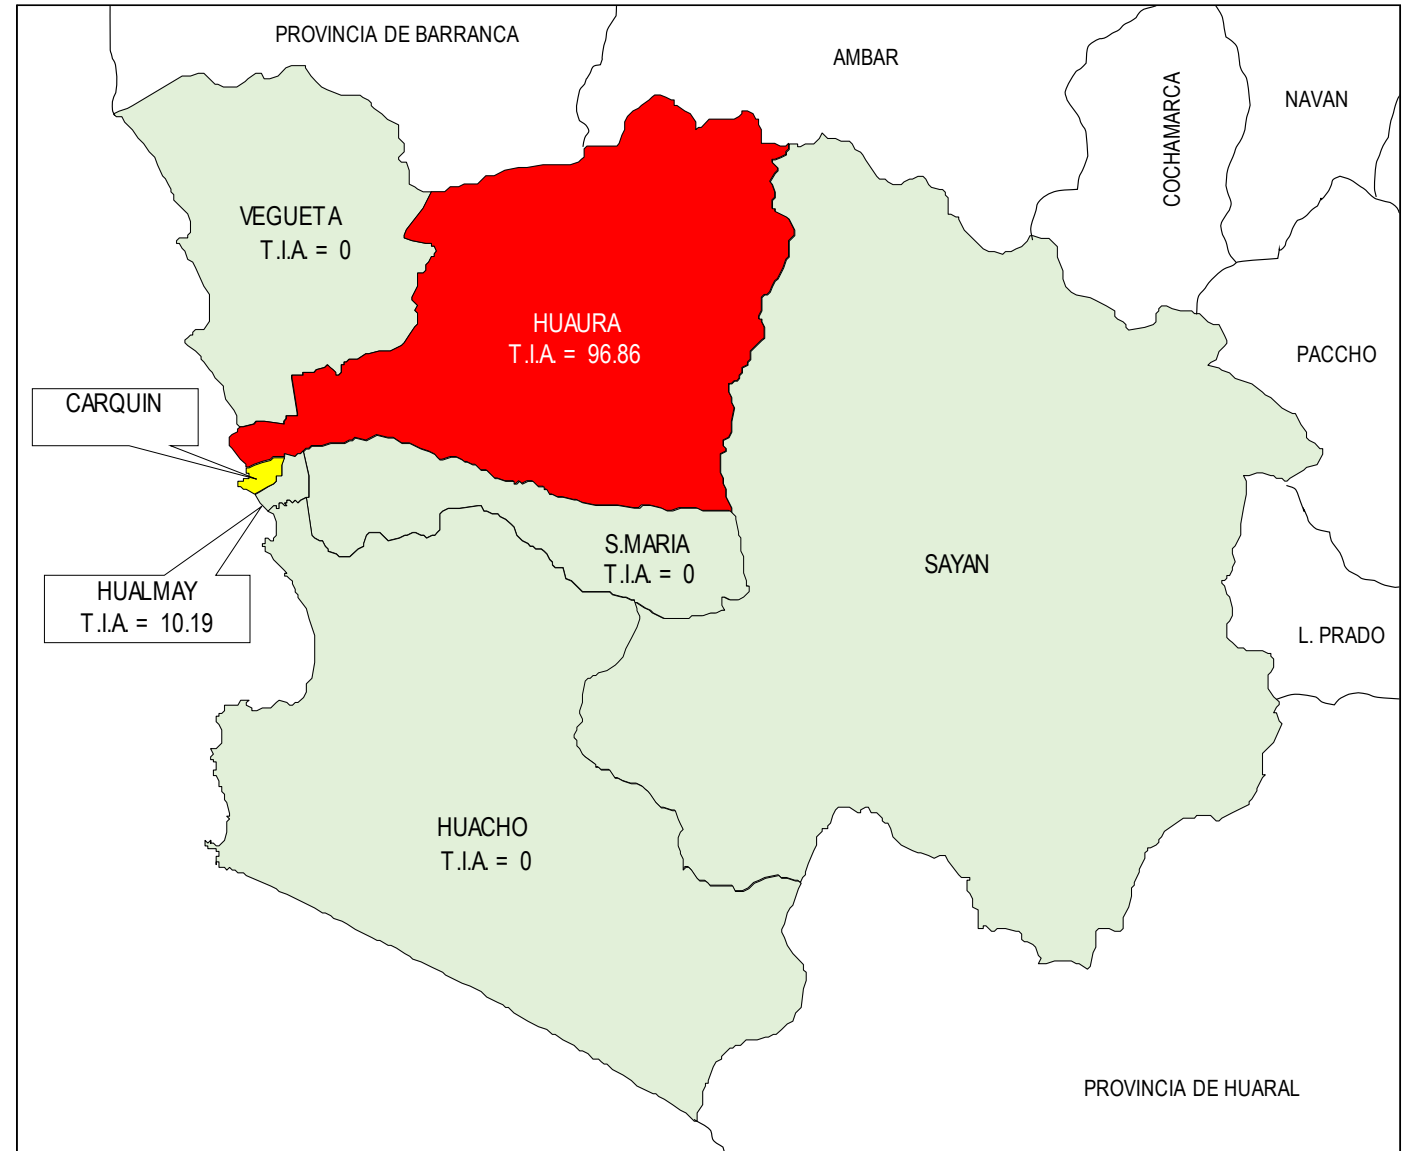 PROVINCIA DE BARRANCA
AMBAR
COCHAMARCA
NAVAN
VEGUETA
T.I.A. = 0
HUAURA
T.I.A. = 96.86
PACCHO
CARQUIN
S.MARIA
T.I.A. = 0
SAYAN
HUALMAY
T.I.A. = 10.19
L. PRADO
HUACHO
T.I.A. = 0
PROVINCIA DE HUARAL